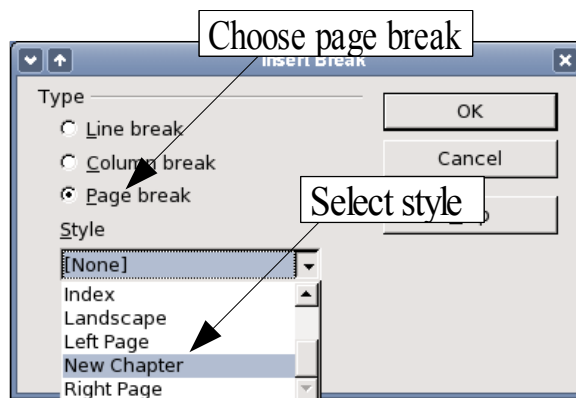 Choose page break
Insert Break
Type
Line break
Column break
Page break
Style
[None]
Index
Landscape
Left Page
New Chapter
Right Page
OK
Cancel
Select style